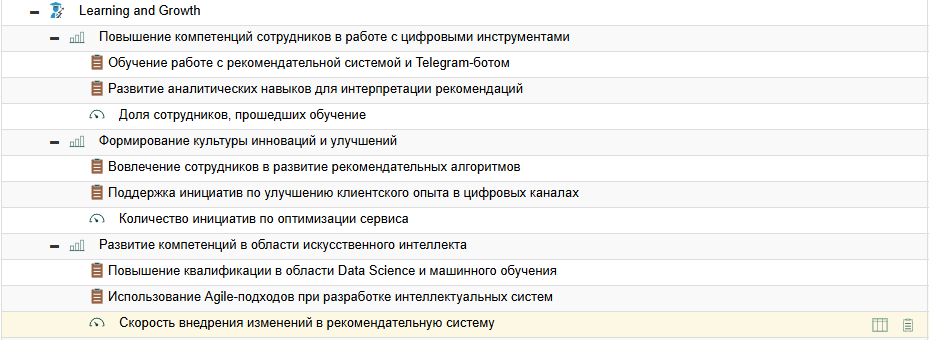 Learning and Growth
Повышение компетенций сотрудников в работе с цифровыми инструментами
Обучение работе с рекомендательной системой и Telegram-ботом
Развитие аналитических навыков для интерпретации рекомендаций
Доля сотрудников, прошедших обучение
Формирование культуры инноваций и улучшений
Вовлечение сотрудников в развитие рекомендательных алгоритмов
Поддержка инициатив по улучшению клиентского опыта в цифровых каналах
Количество инициатив по оптимизации сервиса
Развитие компетенций в области искусственного интеллекта
Повышение квалификации в области Data Science и машинного обучения
Использование Agile-подходов при разработке интеллектуальных систем
Скорость внедрения изменений в рекомендательную систему